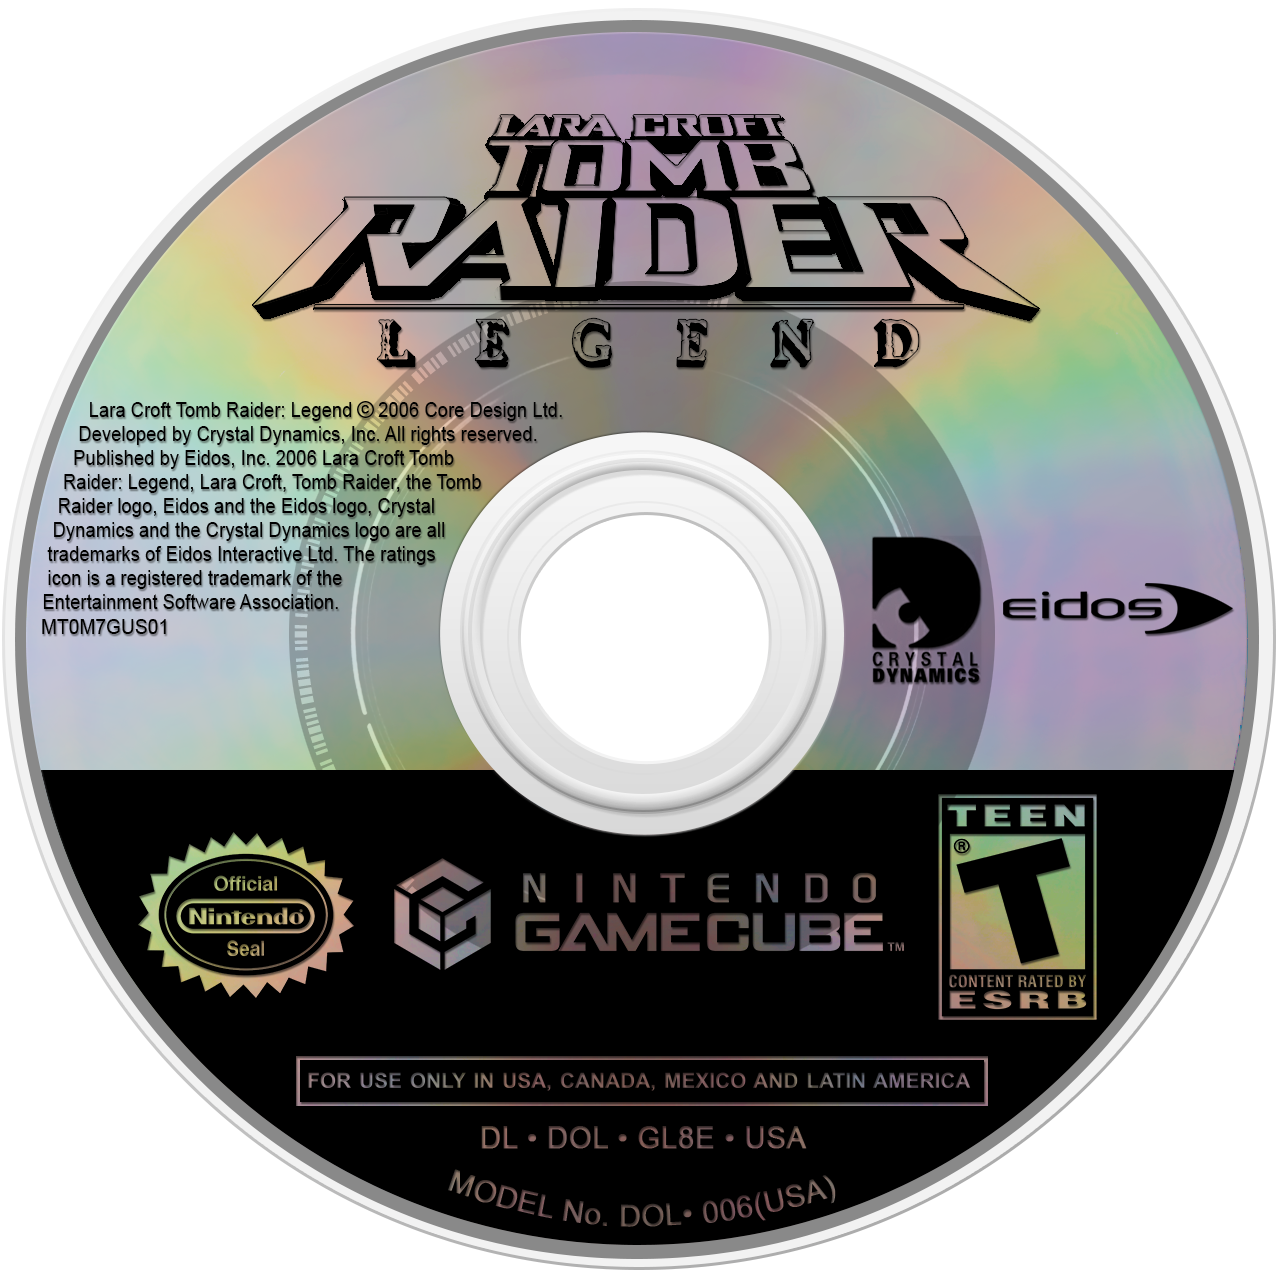 LARA CROFT
TOMB
RAIDER
LEGEND
Lara Croft Tomb Raider: Legend © 2006 Core Design Ltd.
Developed by Crystal Dynamics, Inc. All rights reserved.
Published by Eidos, Inc. 2006 Lara Croft Tomb
Raider: Legend, Lara Croft, Tomb Raider, the Tomb
Raider logo, Eidos and the Eidos logo, Crystal
Dynamics and the Crystal Dynamics logo are all
trademarks of Eidos Interactive Ltd. The ratings
icon is a registered trademark of the
Entertainment Software Association.
MT0M7GUS01
CRYSTAL
DYNAMICS
eidos
Official
Nintendo®
Seal
NINTENDO
GAMECUBE™
TEEN
®
T
CONTENT RATED BY
ESRB
FOR USE ONLY IN USA, CANADA, MEXICO AND LATIN AMERICA
DL • DOL • GL8E • USA
MODEL No. DOL• 006(USA)